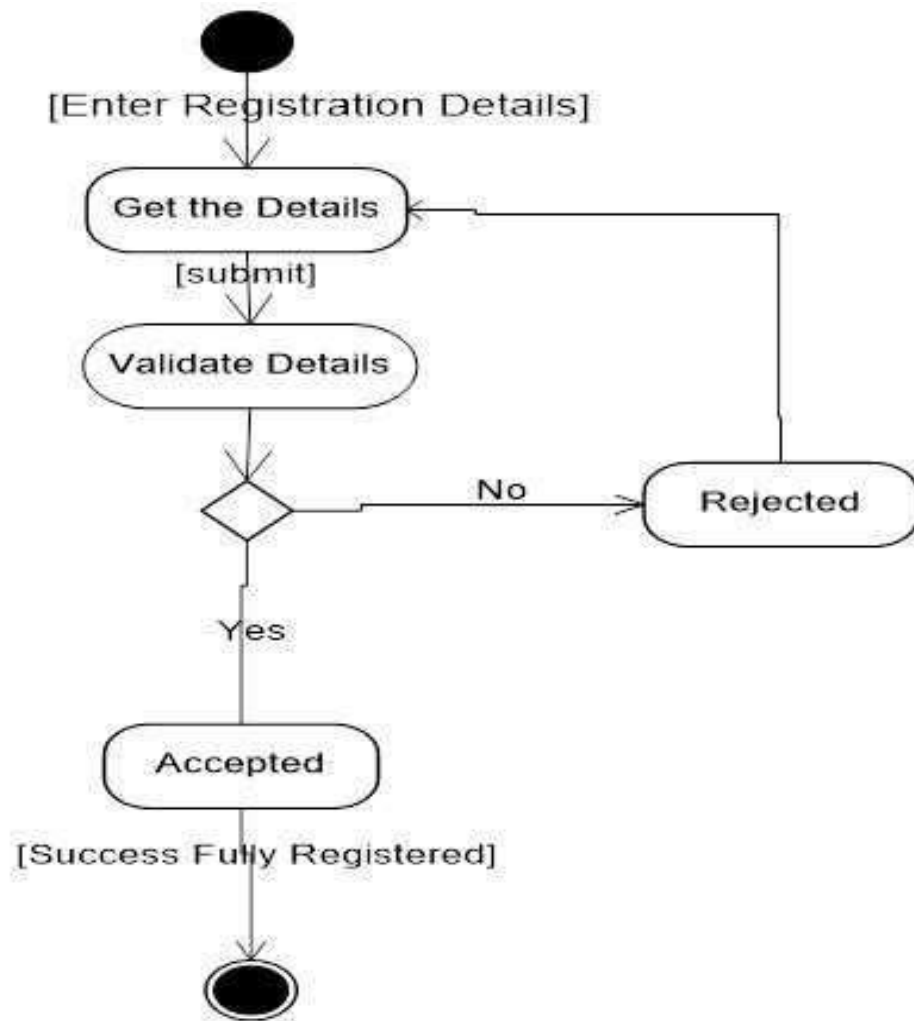 [Enter Registration Details]
Get the Details
[submit]
Validate Details
No
Rejected
Yes
Accepted
[Success Fully Registered]